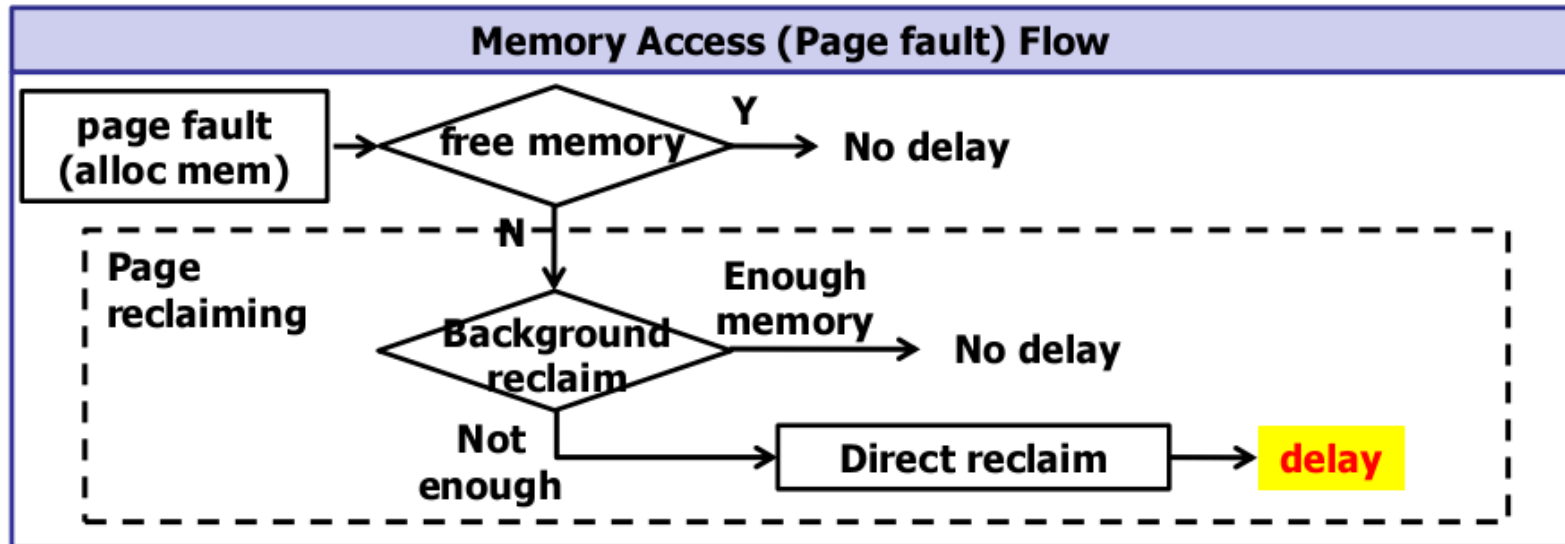 Memory Access (Page fault) Flow
page fault
(alloc mem)
free memory
Y
No delay
N
Page
reclaiming
Enough
memory
Background
reclaim
No delay
Not
enough
Direct reclaim
delay